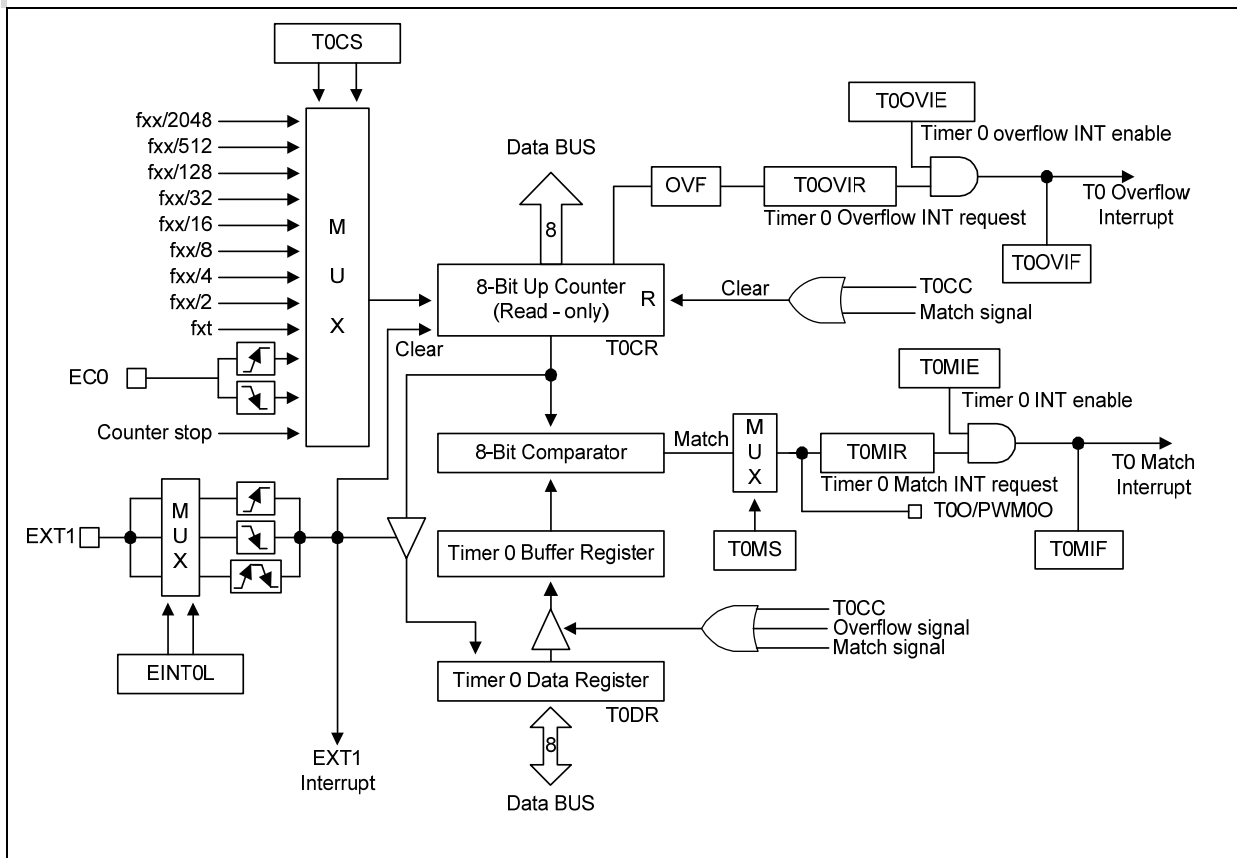 T0CS
fxx/2048
fxx/512
fxx/128
fxx/32
fxx/16
fxx/8
fxx/4
fxx/2
fxt
EC0
Counter stop
M
U
X
Data BUS
8
8-Bit Up Counter
(Read - only)
R
T0CR
Clear
OVF
T0OVIR
Timer 0 Overflow INT request
T0OVIE
Timer 0 overflow INT enable
T0 Overflow
Interrupt
T0OVIF
Clear
T0CC
Match signal
8-Bit Comparator
Match
M
U
X
T0MS
T0MIR
Timer 0 Match INT request
T0MIE
Timer 0 INT enable
T0 Match
Interrupt
T0MIF
T0O/PWM0O
EXT1
M
U
X
EINT0L
EXT1
Interrupt
Timer 0 Buffer Register
T0CC
Overflow signal
Match signal
Timer 0 Data Register
T0DR
8
Data BUS